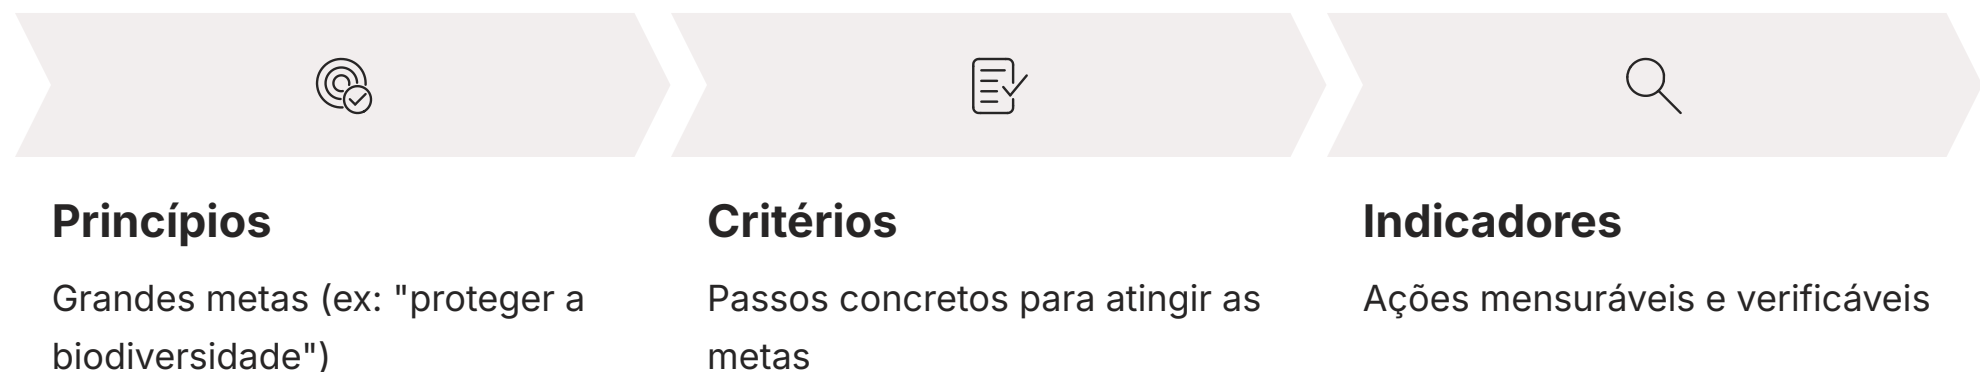 Princípios
Grandes metas (ex: "proteger a
biodiversidade")
Critérios
Passos concretos para atingir as
metas
Indicadores
Ações mensuráveis e verificáveis